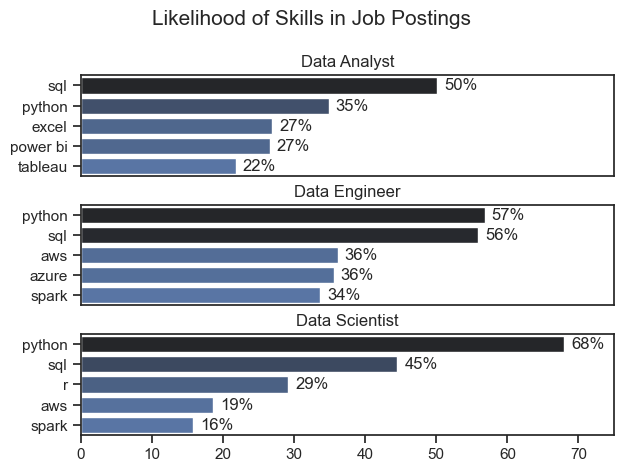 Likelihood of Skills in Job Postings
Data Analyst
sql 50%
python 35%
excel 27%
power bi 27%
tableau 22%
Data Engineer
python 57%
sql 56%
aws 36%
azure 36%
spark 34%
Data Scientist
python 68%
sql 45%
r 29%
aws 19%
spark 16%
0 10 20 30 40 50 60 70